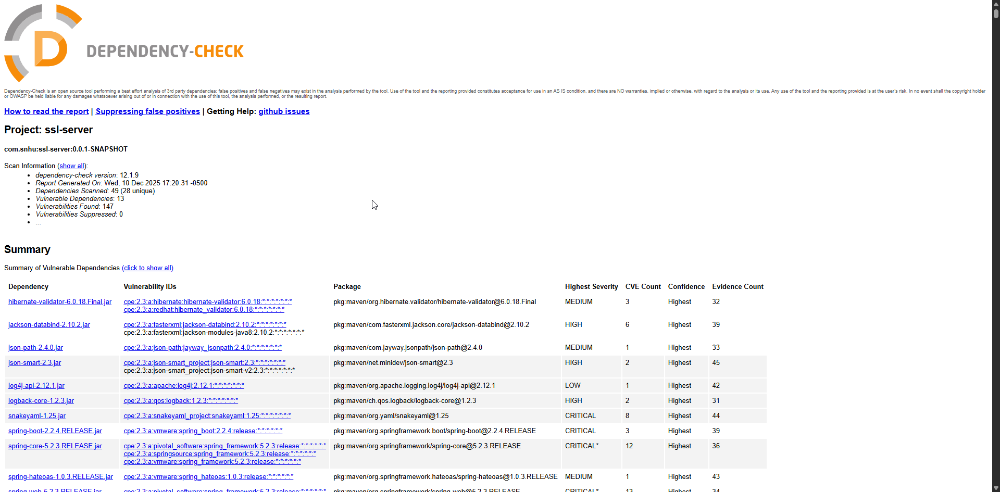 D DEPENDENCY-CHECK
Dependency-Check is an open source tool performing a best effort analysis of 3rd party dependencies; false positives and false negatives may exist in the analysis performed by the tool. Use of the tool and the reporting provided constitutes acceptance for use in an AS IS condition, and there are NO warranties, implied or otherwise, with regard to the analysis or its use. Any use of the tool and the reporting provided is at the user's risk. In no event shall the copyright holder
or OWASP be held liable for any damages whatsoever arising out of or in connection with the use of this tool, the analysis performed, or the resulting report.
How to read the report | Suppressing false positives | Getting Help: github issues
Project: ssl-server
com.snhu:ssl-server:0.0.1-SNAPSHOT
Scan Information (show all):
• dependency-check version: 12.1.9
• Report Generated On: Wed, 10 Dec 2025 17:20:31 -0500
• Dependencies Scanned: 49 (28 unique)
• Vulnerable Dependencies: 13
• Vulnerabilities Found: 147
• Vulnerabilities Suppressed: 0
• ...
Summary
Summary of Vulnerable Dependencies (click to show all)
Dependency Vulnerability IDs Package Highest Severity CVE Count Confidence Evidence Count
hibernate-validator-6.0.18.Final.jar cpe:2.3:a:hibernate:hibernate-validator:6.0.18:*:*:*:*:*:*:* pkg:maven/org.hibernate.validator/hibernate-validator@6.0.18.Final MEDIUM 3 Highest 32
cpe:2.3:a:redhat:hibernate_validator:6.0.18:*:*:*:*:*:*:*
jackson-databind-2.10.2.jar cpe:2.3:a:fasterxml:jackson-databind:2.10.2:*:*:*:*:*:*:* pkg:maven/com.fasterxml.jackson.core/jackson-databind@2.10.2 HIGH 6 Highest 39
cpe:2.3:a:fasterxml:jackson-modules-java8:2.10.2:*:*:*:*:*:*:*
json-path-2.4.0.jar cpe:2.3:a:json-path:jayway_jsonpath:2.4.0:*:*:*:*:*:*:* pkg:maven/com.jayway.jsonpath/json-path@2.4.0 MEDIUM 1 Highest 33
json-smart-2.3.jar cpe:2.3:a:json-smart_project:json-smart:2.3:*:*:*:*:*:*:* pkg:maven/net.minidev/json-smart@2.3 HIGH 2 Highest 45
cpe:2.3:a:json-smart_project:json-smart-v2:2.3:*:*:*:*:*:*:*
log4j-api-2.12.1.jar cpe:2.3:a:apache:log4j:2.12.1:*:*:*:*:*:*:* pkg:maven/org.apache.logging.log4j/log4j-api@2.12.1 LOW 1 Highest 42
logback-core-1.2.3.jar cpe:2.3:a:qos:logback:1.2.3:*:*:*:*:*:*:* pkg:maven/ch.qos.logback/logback-core@1.2.3 HIGH 2 Highest 31
snakeyaml-1.25.jar cpe:2.3:a:snakeyaml_project:snakeyaml:1.25:*:*:*:*:*:*:* pkg:maven/org.yaml/snakeyaml@1.25 CRITICAL 8 Highest 44
spring-boot-2.2.4.RELEASE.jar cpe:2.3:a:vmware:spring_boot:2.2.4:release:*:*:*:*:*:* pkg:maven/org.springframework.boot/spring-boot@2.2.4.RELEASE CRITICAL 3 Highest 39
spring-core-5.2.3.RELEASE.jar cpe:2.3:a:pivotal_software:spring_framework:5.2.3:release:*:*:*:*:*:* pkg:maven/org.springframework/spring-core@5.2.3.RELEASE CRITICAL* 12 Highest 36
cpe:2.3:a:springsource:spring_framework:5.2.3:release:*:*:*:*:*:*
cpe:2.3:a:vmware:spring_framework:5.2.3:release:*:*:*:*:*:*
spring-hateoas-1.0.3.RELEASE.jar cpe:2.3:a:vmware:spring_hateoas:1.0.3:release:*:*:*:*:*:* pkg:maven/org.springframework.hateoas/spring-hateoas@1.0.3.RELEASE MEDIUM 1 Highest 43
spring-web-5.2.3.RELEASE.jar cpe:2.3:a:pivotal_software:spring_framework:5.2.3:release:*:*:*:*:*:* pkg:maven/org.springframework/spring-web@5.2.3.RELEASE CRITICAL* 13 Highest 34